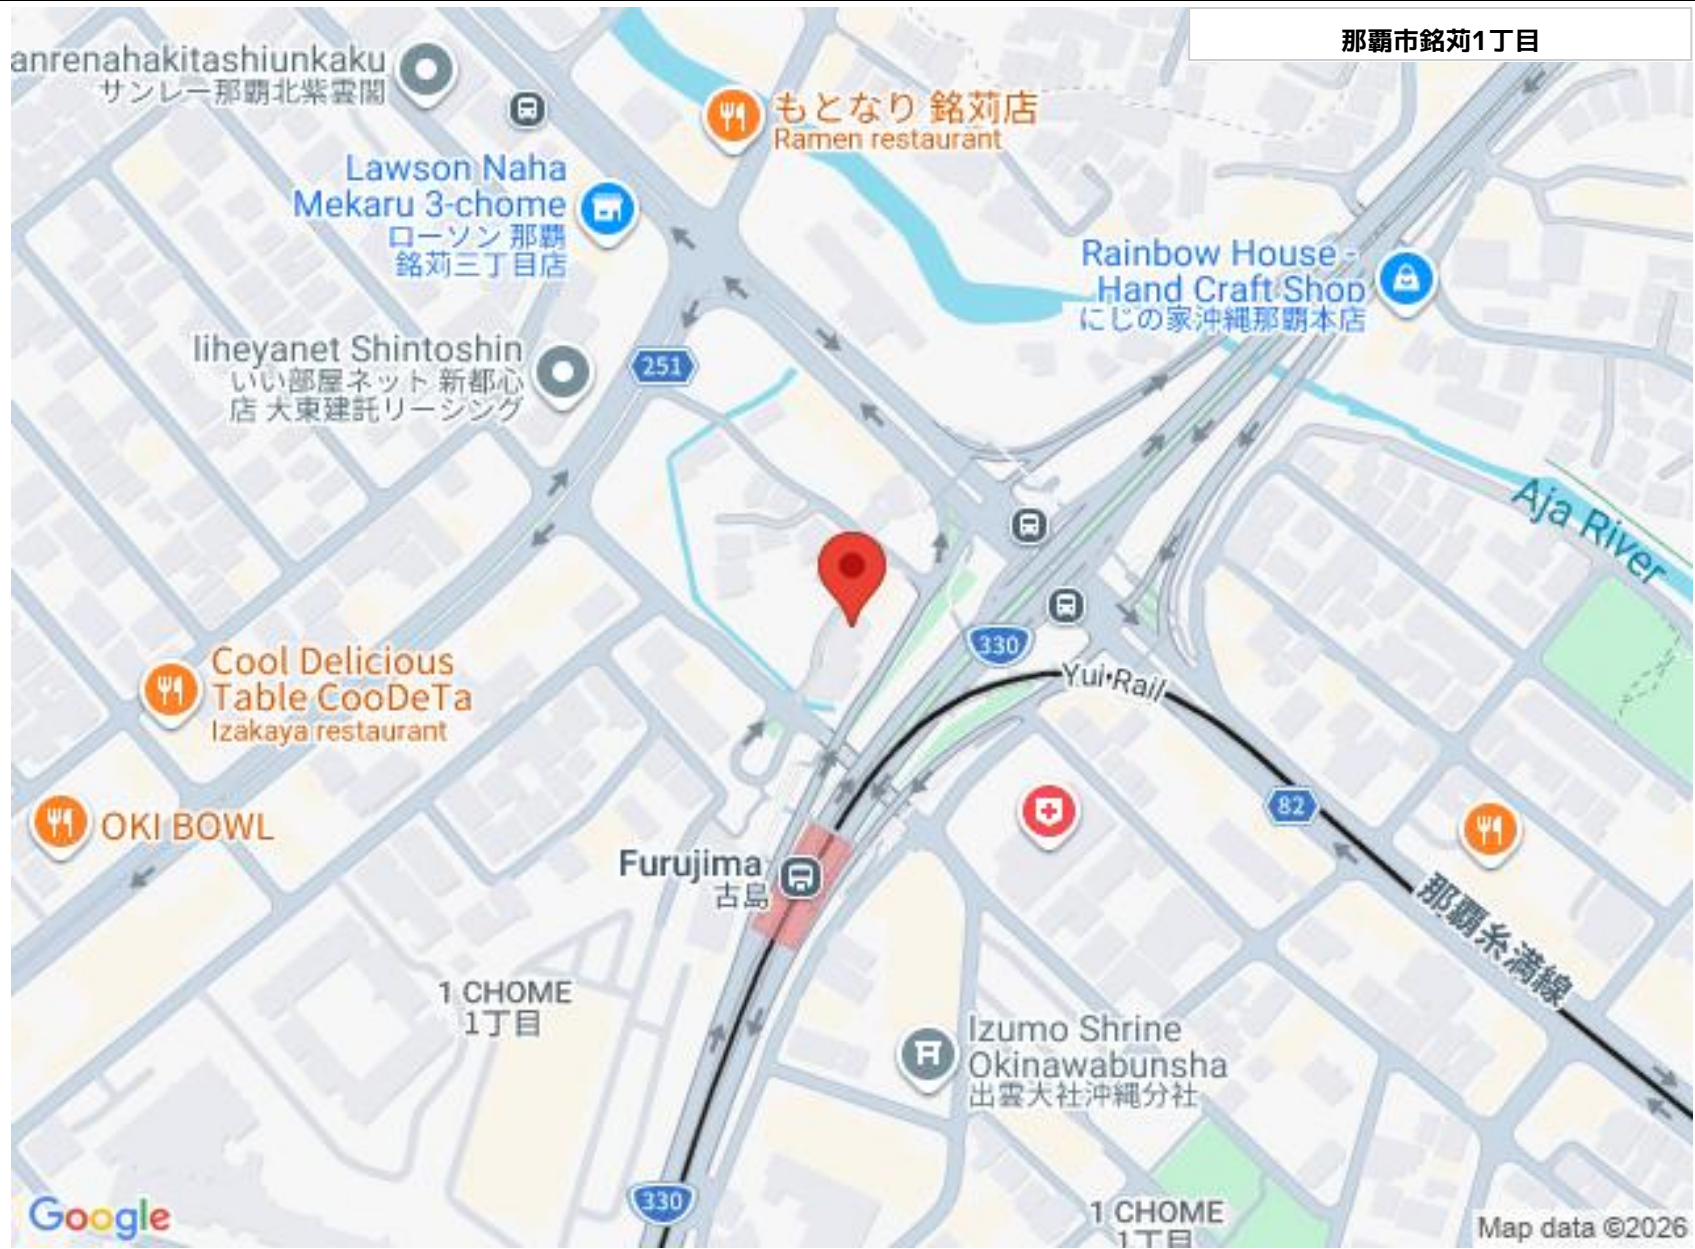 那覇市銘苅1丁目
anrenahakitashiunkaku
サンレー那覇北紫雲閣
もとなり 銘苅店
Ramen restaurant
Lawson Naha
Mekaru 3-chome
ローソン 那覇
銘苅三丁目店
Rainbow House -
Hand Craft Shop
にじの家沖縄那覇本店
Iiheyanet Shintoshin
いい部屋ネット 新都心
店 大東建託リーシング
251
Aja River
330
Yui-Rail
Cool Delicious
Table CooDeTa
Izakaya restaurant
OKI BOWL
82
Furujima
古島
那覇糸満線
1 CHOME
1丁目
Izumo Shrine
Okinawabunsha
出雲大社沖縄分社
330
1 CHOME
1丁目
Google
Map data ©2026